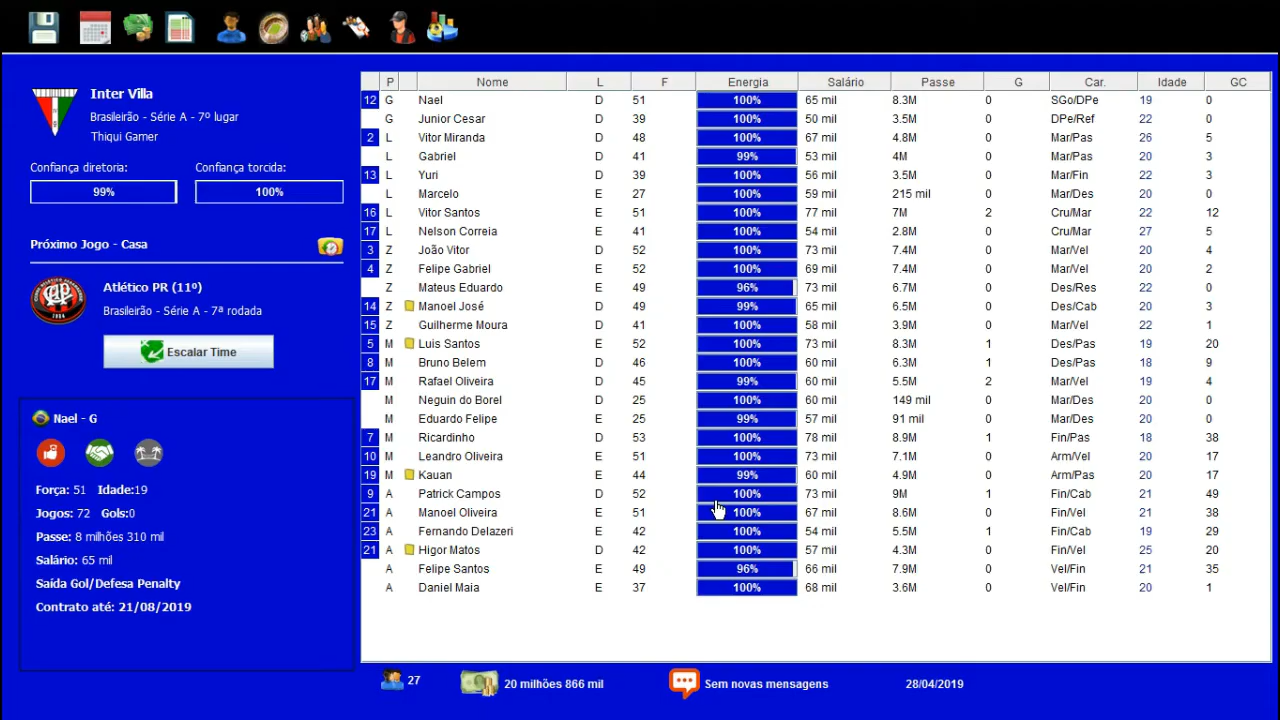 Inter Villa
Brasileirão - Série A - 7º lugar
Thiqui Gamer
Confiança diretoria: Confiança torcida:
99% 100%
Próximo Jogo - Casa
Atlético PR (11º)
Brasileirão - Série A - 7ª rodada
Escalar Time
Nael - G
Força: 51 Idade:19
Jogos: 72 Gols:0
Passe: 8 milhões 310 mil
Salário: 65 mil
Saída Gol/Defesa Penalty
Contrato até: 21/08/2019
P Nome L F Energia Salário Passe G Car. Idade GC
12 G Nael D 51 100% 65 mil 8.3M 0 SGo/DPe 19 0
G Junior Cesar D 39 100% 50 mil 3.5M 0 DPe/Ref 22 0
2 L Vitor Miranda D 48 100% 67 mil 4.8M 0 Mar/Pas 26 5
L Gabriel D 41 99% 53 mil 4M 0 Mar/Pas 20 3
13 L Yuri D 39 100% 56 mil 3.5M 0 Mar/Fin 22 3
L Marcelo E 27 100% 59 mil 215 mil 0 Mar/Des 20 0
16 L Vitor Santos E 51 100% 77 mil 7M 2 Cru/Mar 22 12
17 L Nelson Correia E 41 100% 54 mil 2.8M 0 Cru/Mar 27 5
3 Z João Vitor D 52 100% 73 mil 7.4M 0 Mar/Vel 20 4
4 Z Felipe Gabriel E 52 100% 69 mil 7.4M 0 Mar/Vel 20 2
Z Mateus Eduardo E 49 96% 73 mil 6.7M 0 Des/Res 22 0
14 Z Manoel José D 49 99% 65 mil 6.5M 0 Des/Cab 20 3
15 Z Guilherme Moura D 41 100% 58 mil 3.9M 0 Mar/Vel 22 1
5 M Luis Santos E 52 100% 73 mil 8.3M 1 Des/Pas 19 20
8 M Bruno Belem D 46 100% 60 mil 6.3M 1 Des/Pas 18 9
17 M Rafael Oliveira D 45 99% 60 mil 5.5M 2 Mar/Vel 19 4
M Neguin do Borel D 25 100% 60 mil 149 mil 0 Mar/Des 20 0
M Eduardo Felipe E 25 99% 57 mil 91 mil 0 Mar/Des 20 0
7 M Ricardinho D 53 100% 78 mil 8.9M 1 Fin/Pas 18 38
10 M Leandro Oliveira E 51 100% 73 mil 7.1M 0 Arm/Vel 20 17
19 M Kauan E 44 99% 60 mil 4.9M 0 Arm/Pas 20 17
9 A Patrick Campos D 52 100% 73 mil 9M 1 Fin/Cab 21 49
21 A Manoel Oliveira E 51 100% 67 mil 8.6M 0 Fin/Vel 21 38
23 A Fernando Delazeri E 42 100% 54 mil 5.5M 1 Fin/Cab 19 29
21 A Higor Matos D 42 100% 57 mil 4.3M 0 Fin/Vel 25 20
A Felipe Santos E 49 96% 66 mil 7.9M 0 Vel/Fin 21 35
A Daniel Maia E 37 100% 68 mil 3.6M 0 Vel/Fin 20 1
27 20 milhões 866 mil Sem novas mensagens 28/04/2019